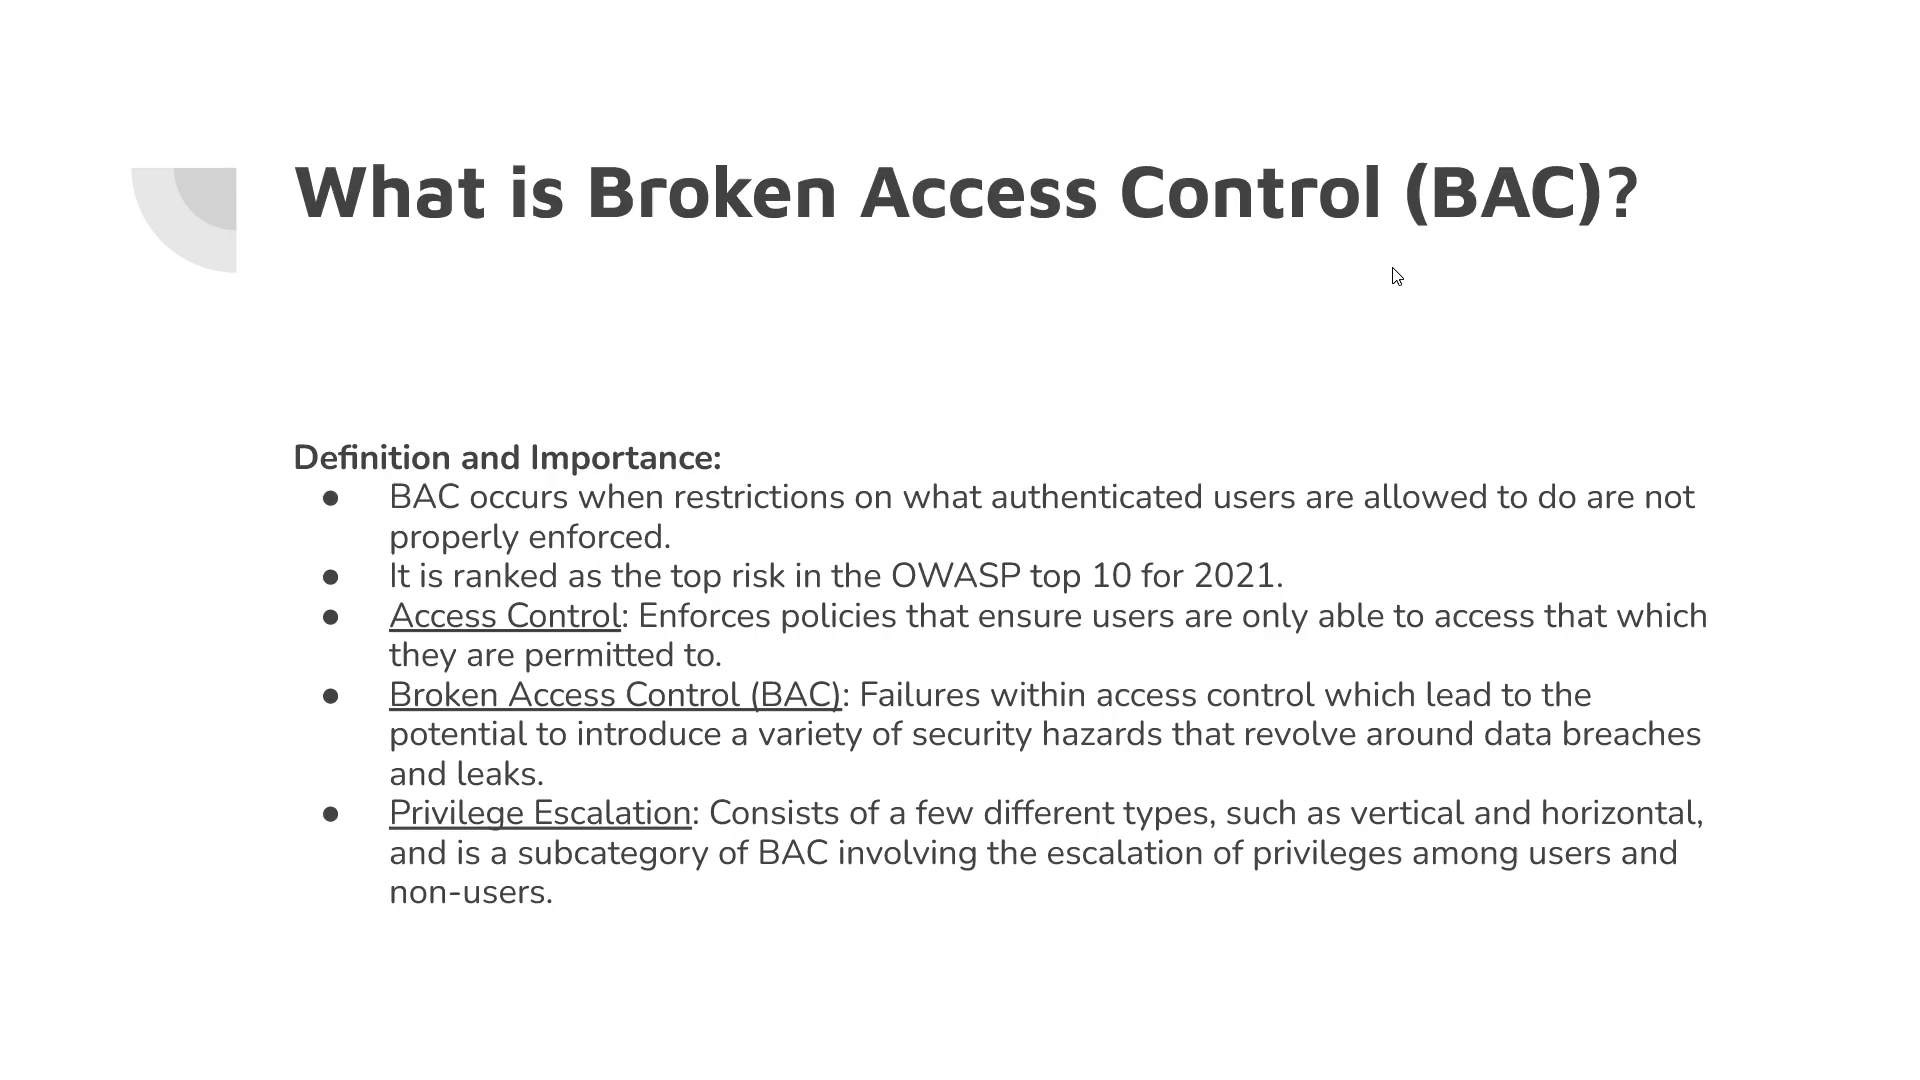 What is Broken Access Control (BAC)?
Definition and Importance:
● BAC occurs when restrictions on what authenticated users are allowed to do are not
properly enforced.
● It is ranked as the top risk in the OWASP top 10 for 2021.
● Access Control: Enforces policies that ensure users are only able to access that which
they are permitted to.
● Broken Access Control (BAC): Failures within access control which lead to the
potential to introduce a variety of security hazards that revolve around data breaches
and leaks.
● Privilege Escalation: Consists of a few different types, such as vertical and horizontal,
and is a subcategory of BAC involving the escalation of privileges among users and
non-users.